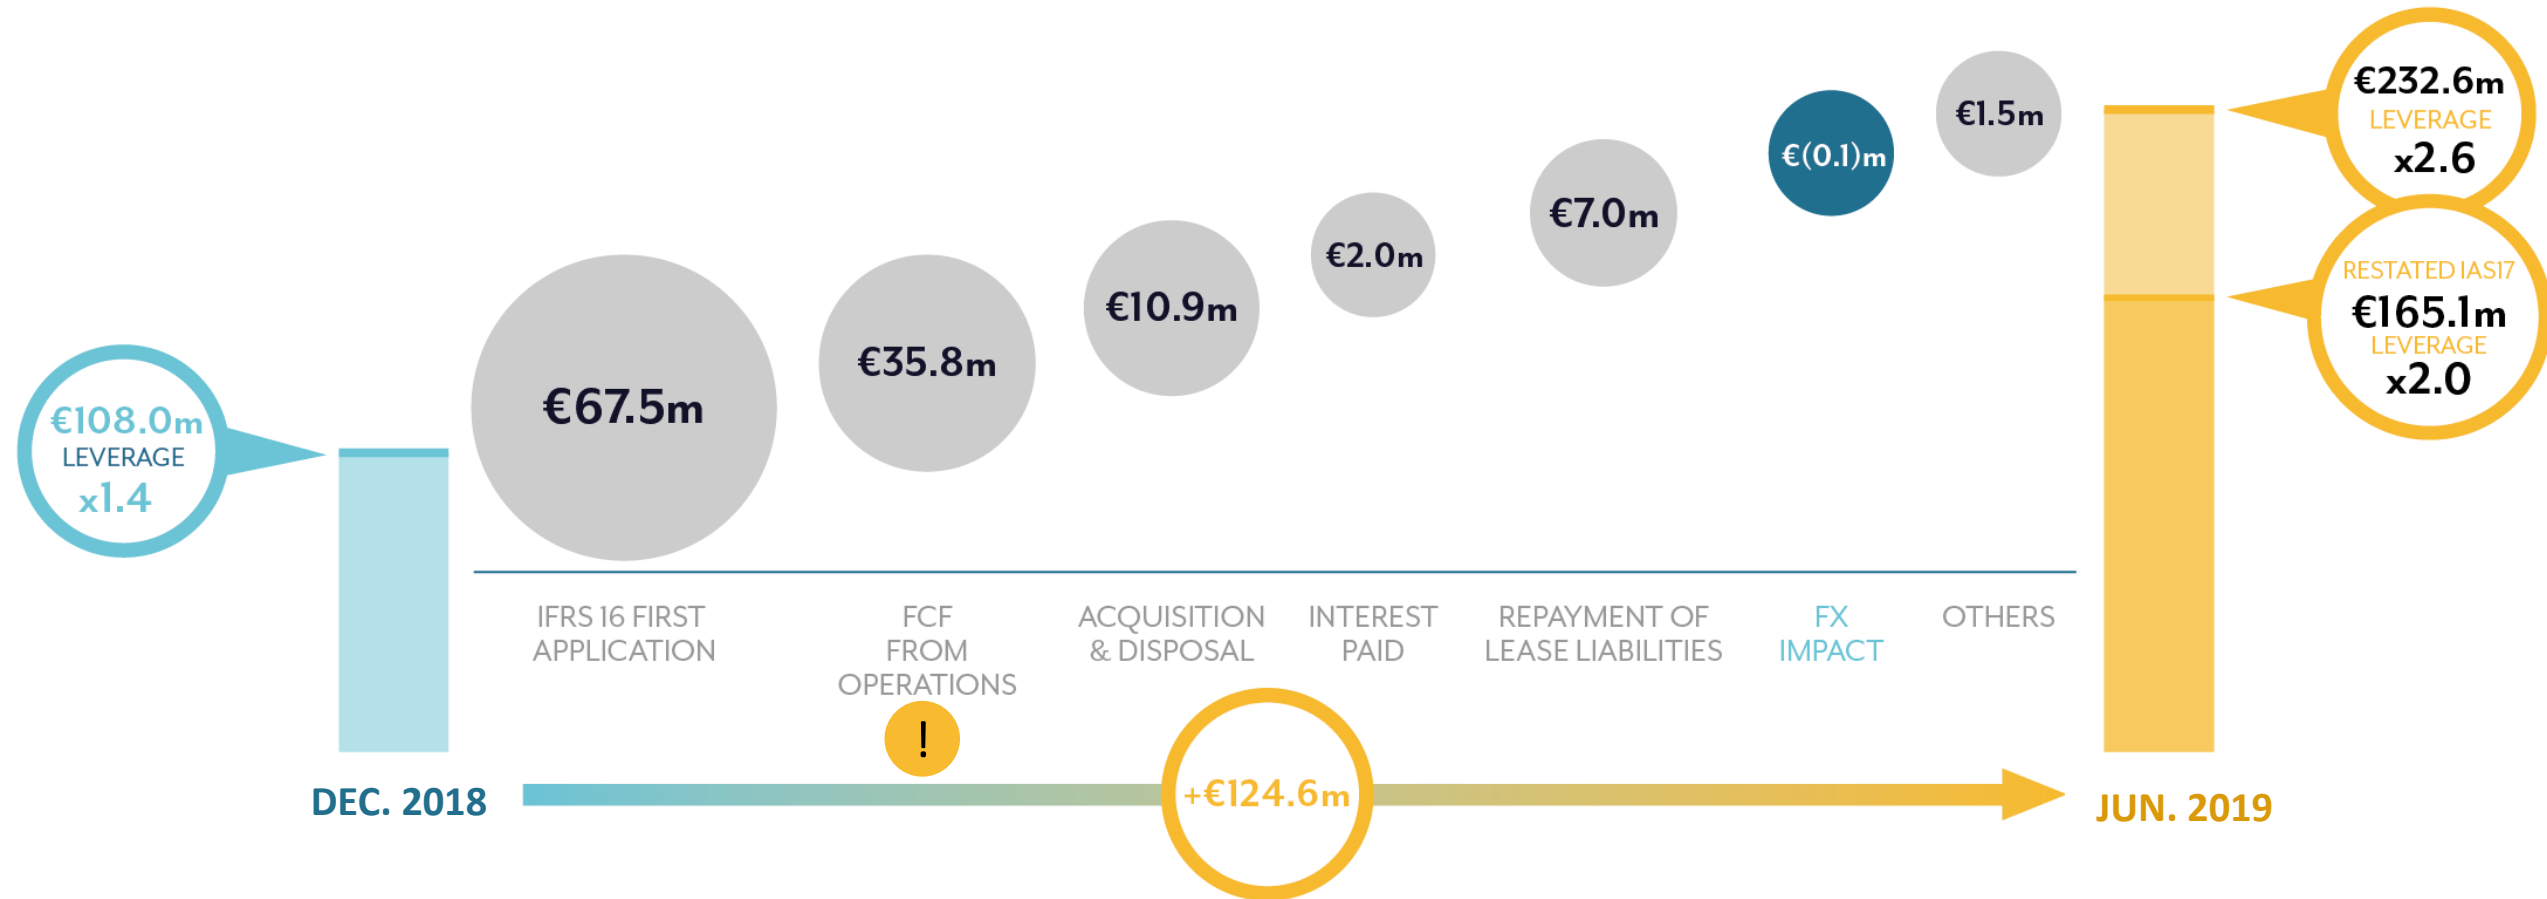 €108.0m
LEVERAGE
x1.4
€67.5m
€35.8m
€10.9m
€2.0m
€7.0m
€(0.1)m
€1.5m
€232.6m
LEVERAGE
x2.6
RESTATED IAS17
€165.1m
LEVERAGE
x2.0
IFRS 16 FIRST
APPLICATION
FCF
FROM
OPERATIONS
!
ACQUISITION
& DISPOSAL
INTEREST
PAID
REPAYMENT OF
LEASE LIABILITIES
FX
IMPACT
OTHERS
DEC. 2018
+€124.6m
JUN. 2019